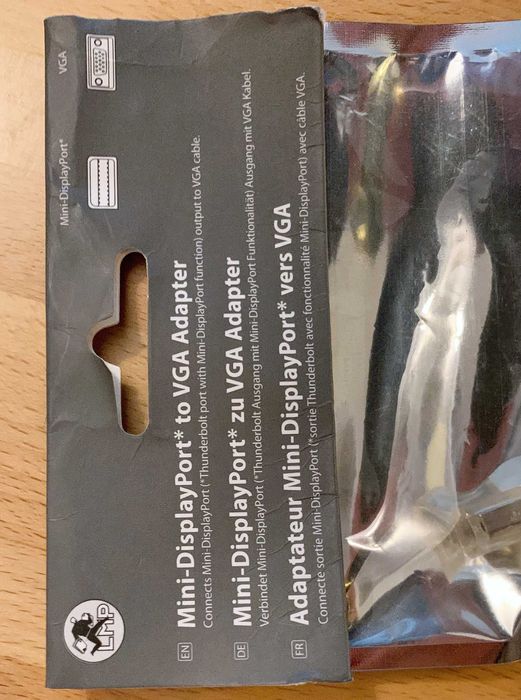 LMP
Mini-DisplayPort*
VGA
EN
Mini-DisplayPort* to VGA Adapter
Connects Mini-DisplayPort (*Thunderbolt port with Mini-DisplayPort function) output to VGA cable.
DE
Mini-DisplayPort* zu VGA Adapter
Verbindet Mini-DisplayPort (*Thunderbolt Ausgang mit Mini-DisplayPort Funktionalität) Ausgang mit VGA Kabel.
FR
Adaptateur Mini-DisplayPort* vers VGA
Connecte sortie Mini-DisplayPort (*sortie Thunderbolt avec fonctionnalité Mini-DisplayPort) avec câble VGA.